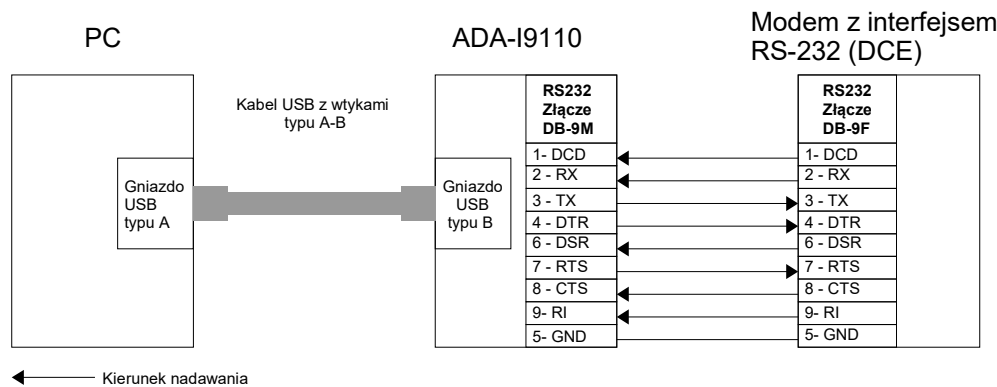 PC
ADA-I9110
Modem z interfejsem
RS-232 (DCE)
Kabel USB z wtykami
typu A-B
Gniazdo
USB
typu A
Gniazdo
USB
typu B
RS232
Złącze
DB-9M
1- DCD
2 - RX
3 - TX
4 - DTR
6 - DSR
7 - RTS
8 - CTS
9- RI
5- GND
RS232
Złącze
DB-9F
1- DCD
2 - RX
3 - TX
4 - DTR
6 - DSR
7 - RTS
8 - CTS
9- RI
5- GND
Kierunek nadawania